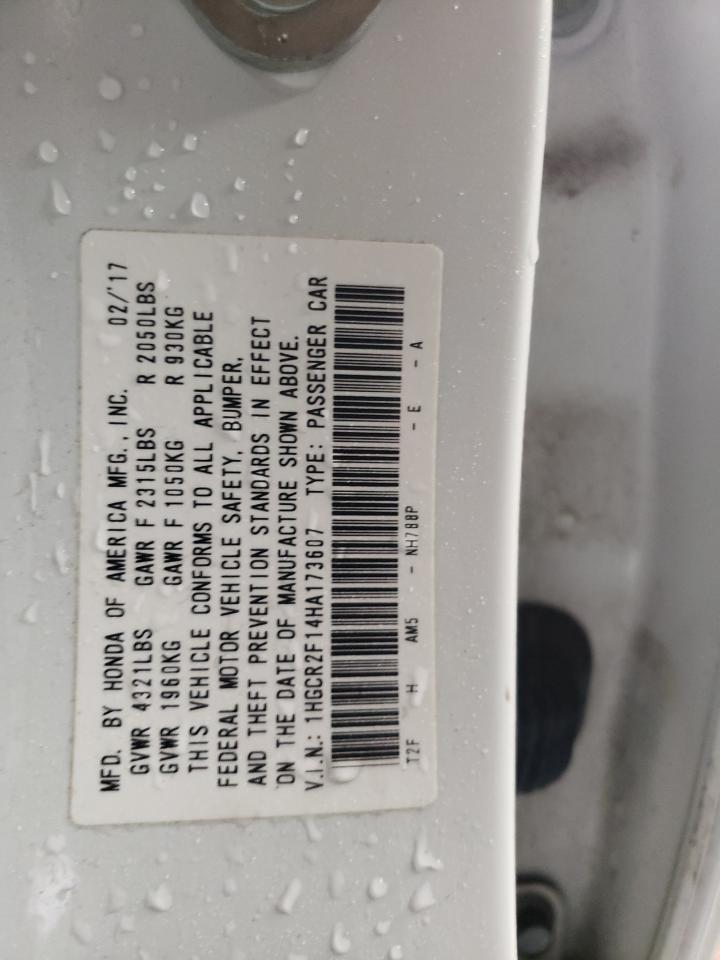 MFD. BY HONDA OF AMERICA MFG., INC. 02/'17
GVWR 4321LBS GAWR F 2315LBS R 2050LBS
GVWR 1960KG GAWR F 1050KG R 930KG
THIS VEHICLE CONFORMS TO ALL APPLICABLE
FEDERAL MOTOR VEHICLE SAFETY, BUMPER,
AND THEFT PREVENTION STANDARDS IN EFFECT
ON THE DATE OF MANUFACTURE SHOWN ABOVE.
V.I.N.: 1HGCR2F14HA173607 TYPE: PASSENGER CAR
T2F H AM5 - NH788P - E - A